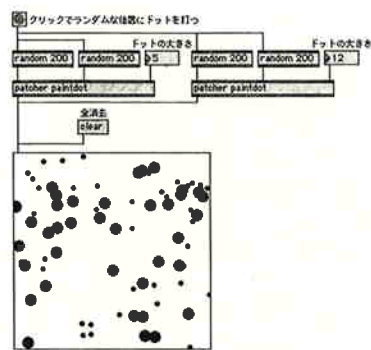 クリックでランダムな位置にドットを打つ
ドットの大きさ ドットの大きさ
random 200 random 200 5 random 200 random 200 12
patcher paintdot patcher paintdot
全消去
clear